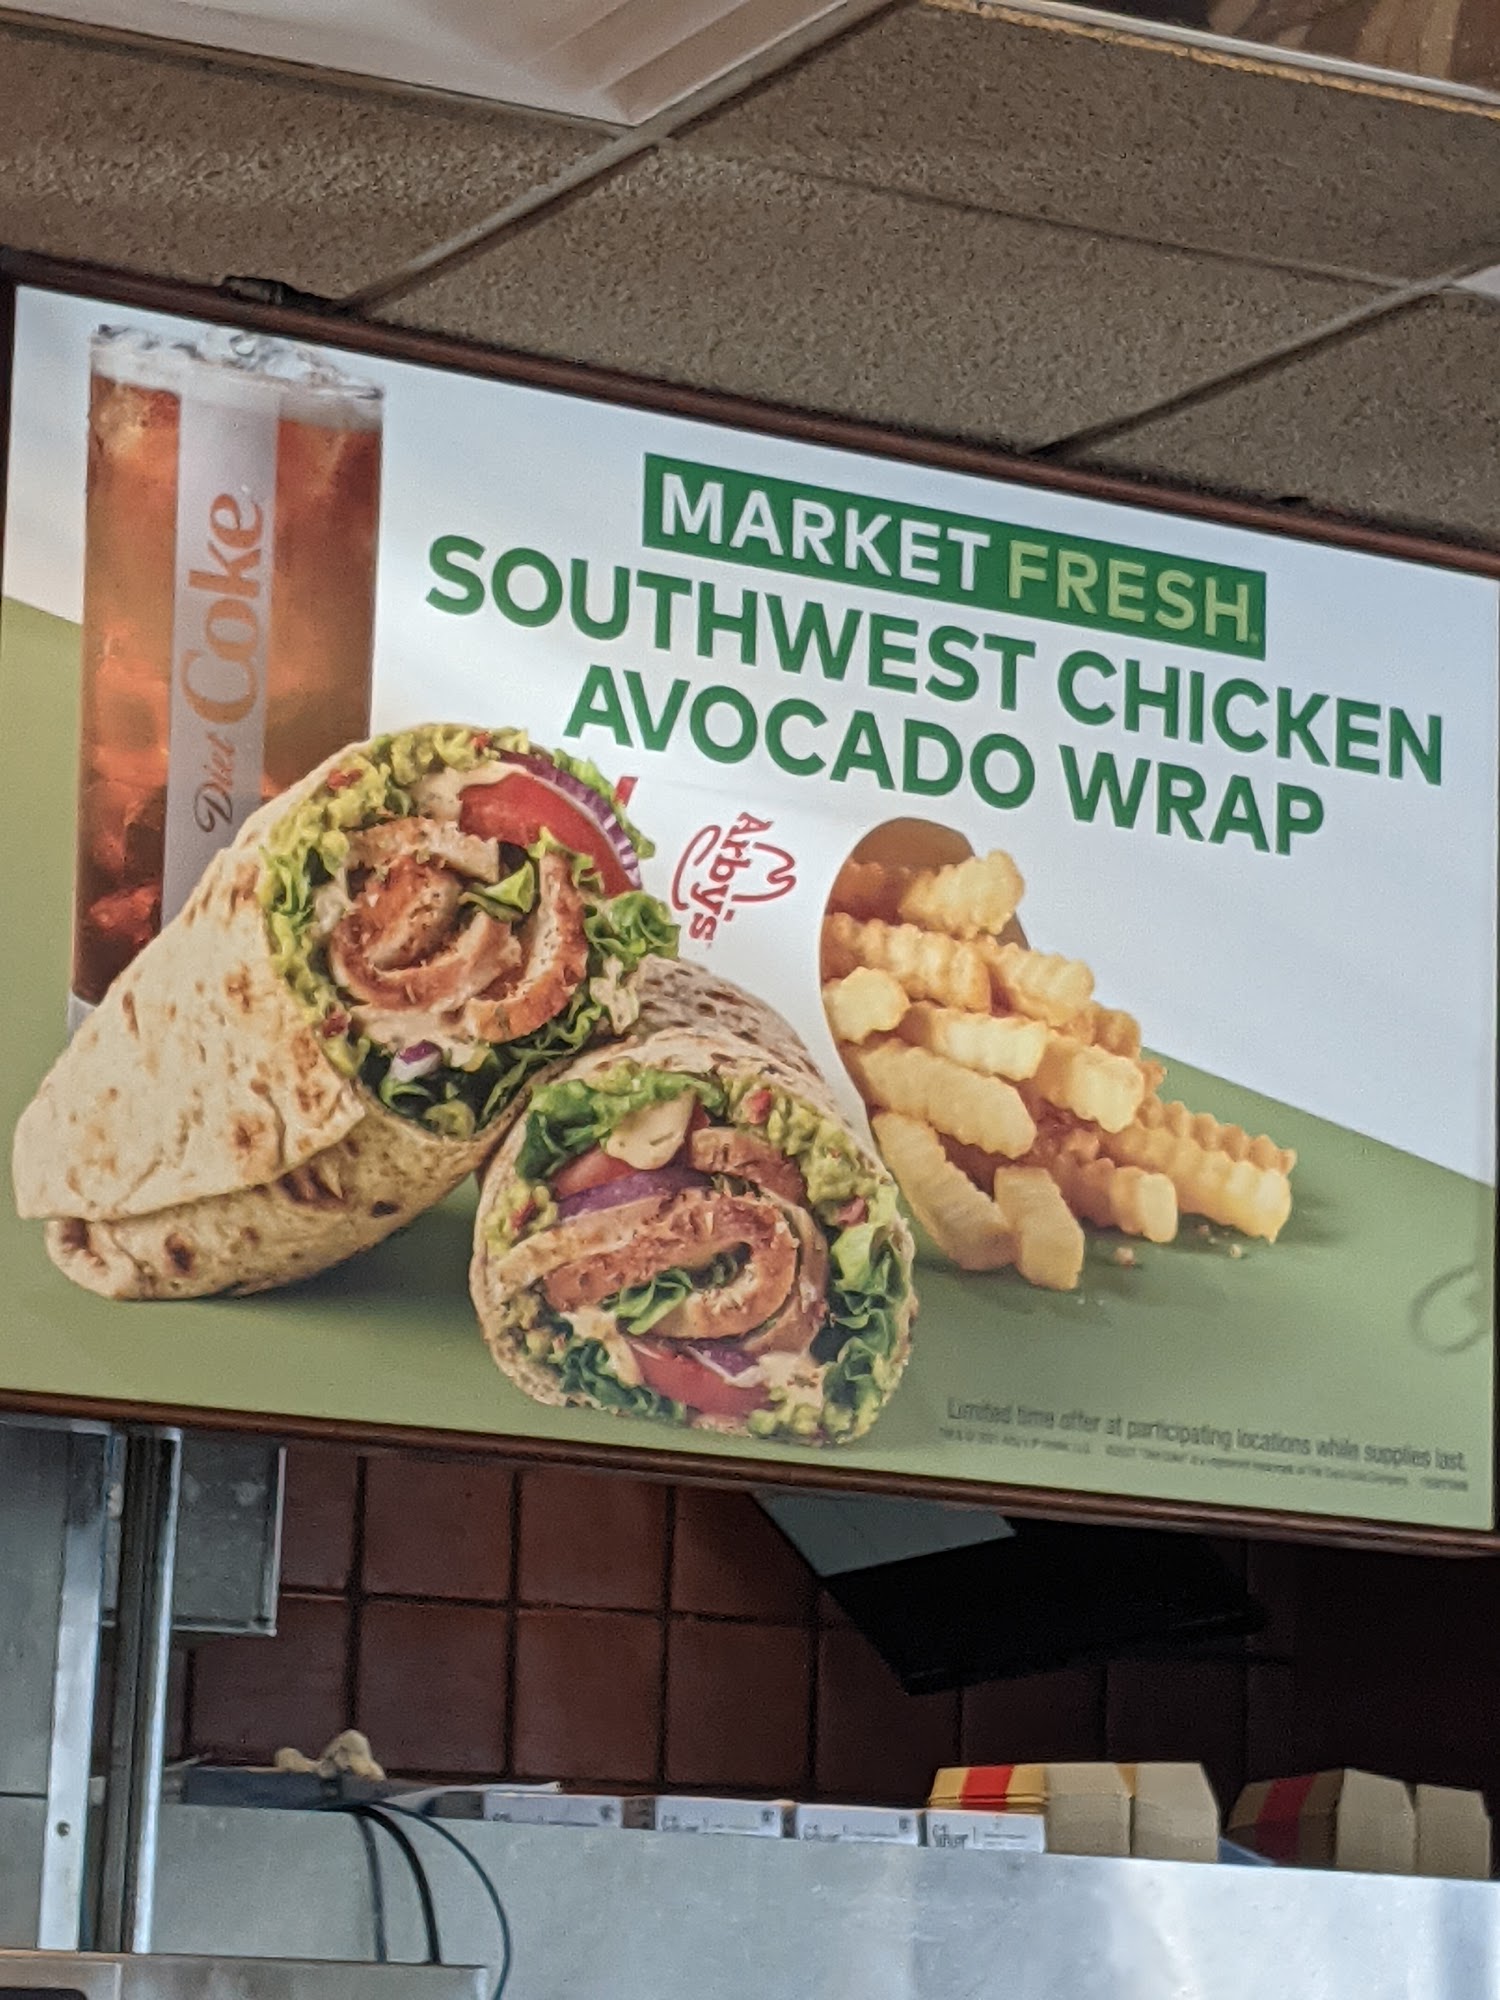 MARKET FRESH
SOUTHWEST CHICKEN
AVOCADO WRAP
Diet Coke
Arby's
Limited time offer at participating locations while supplies last.